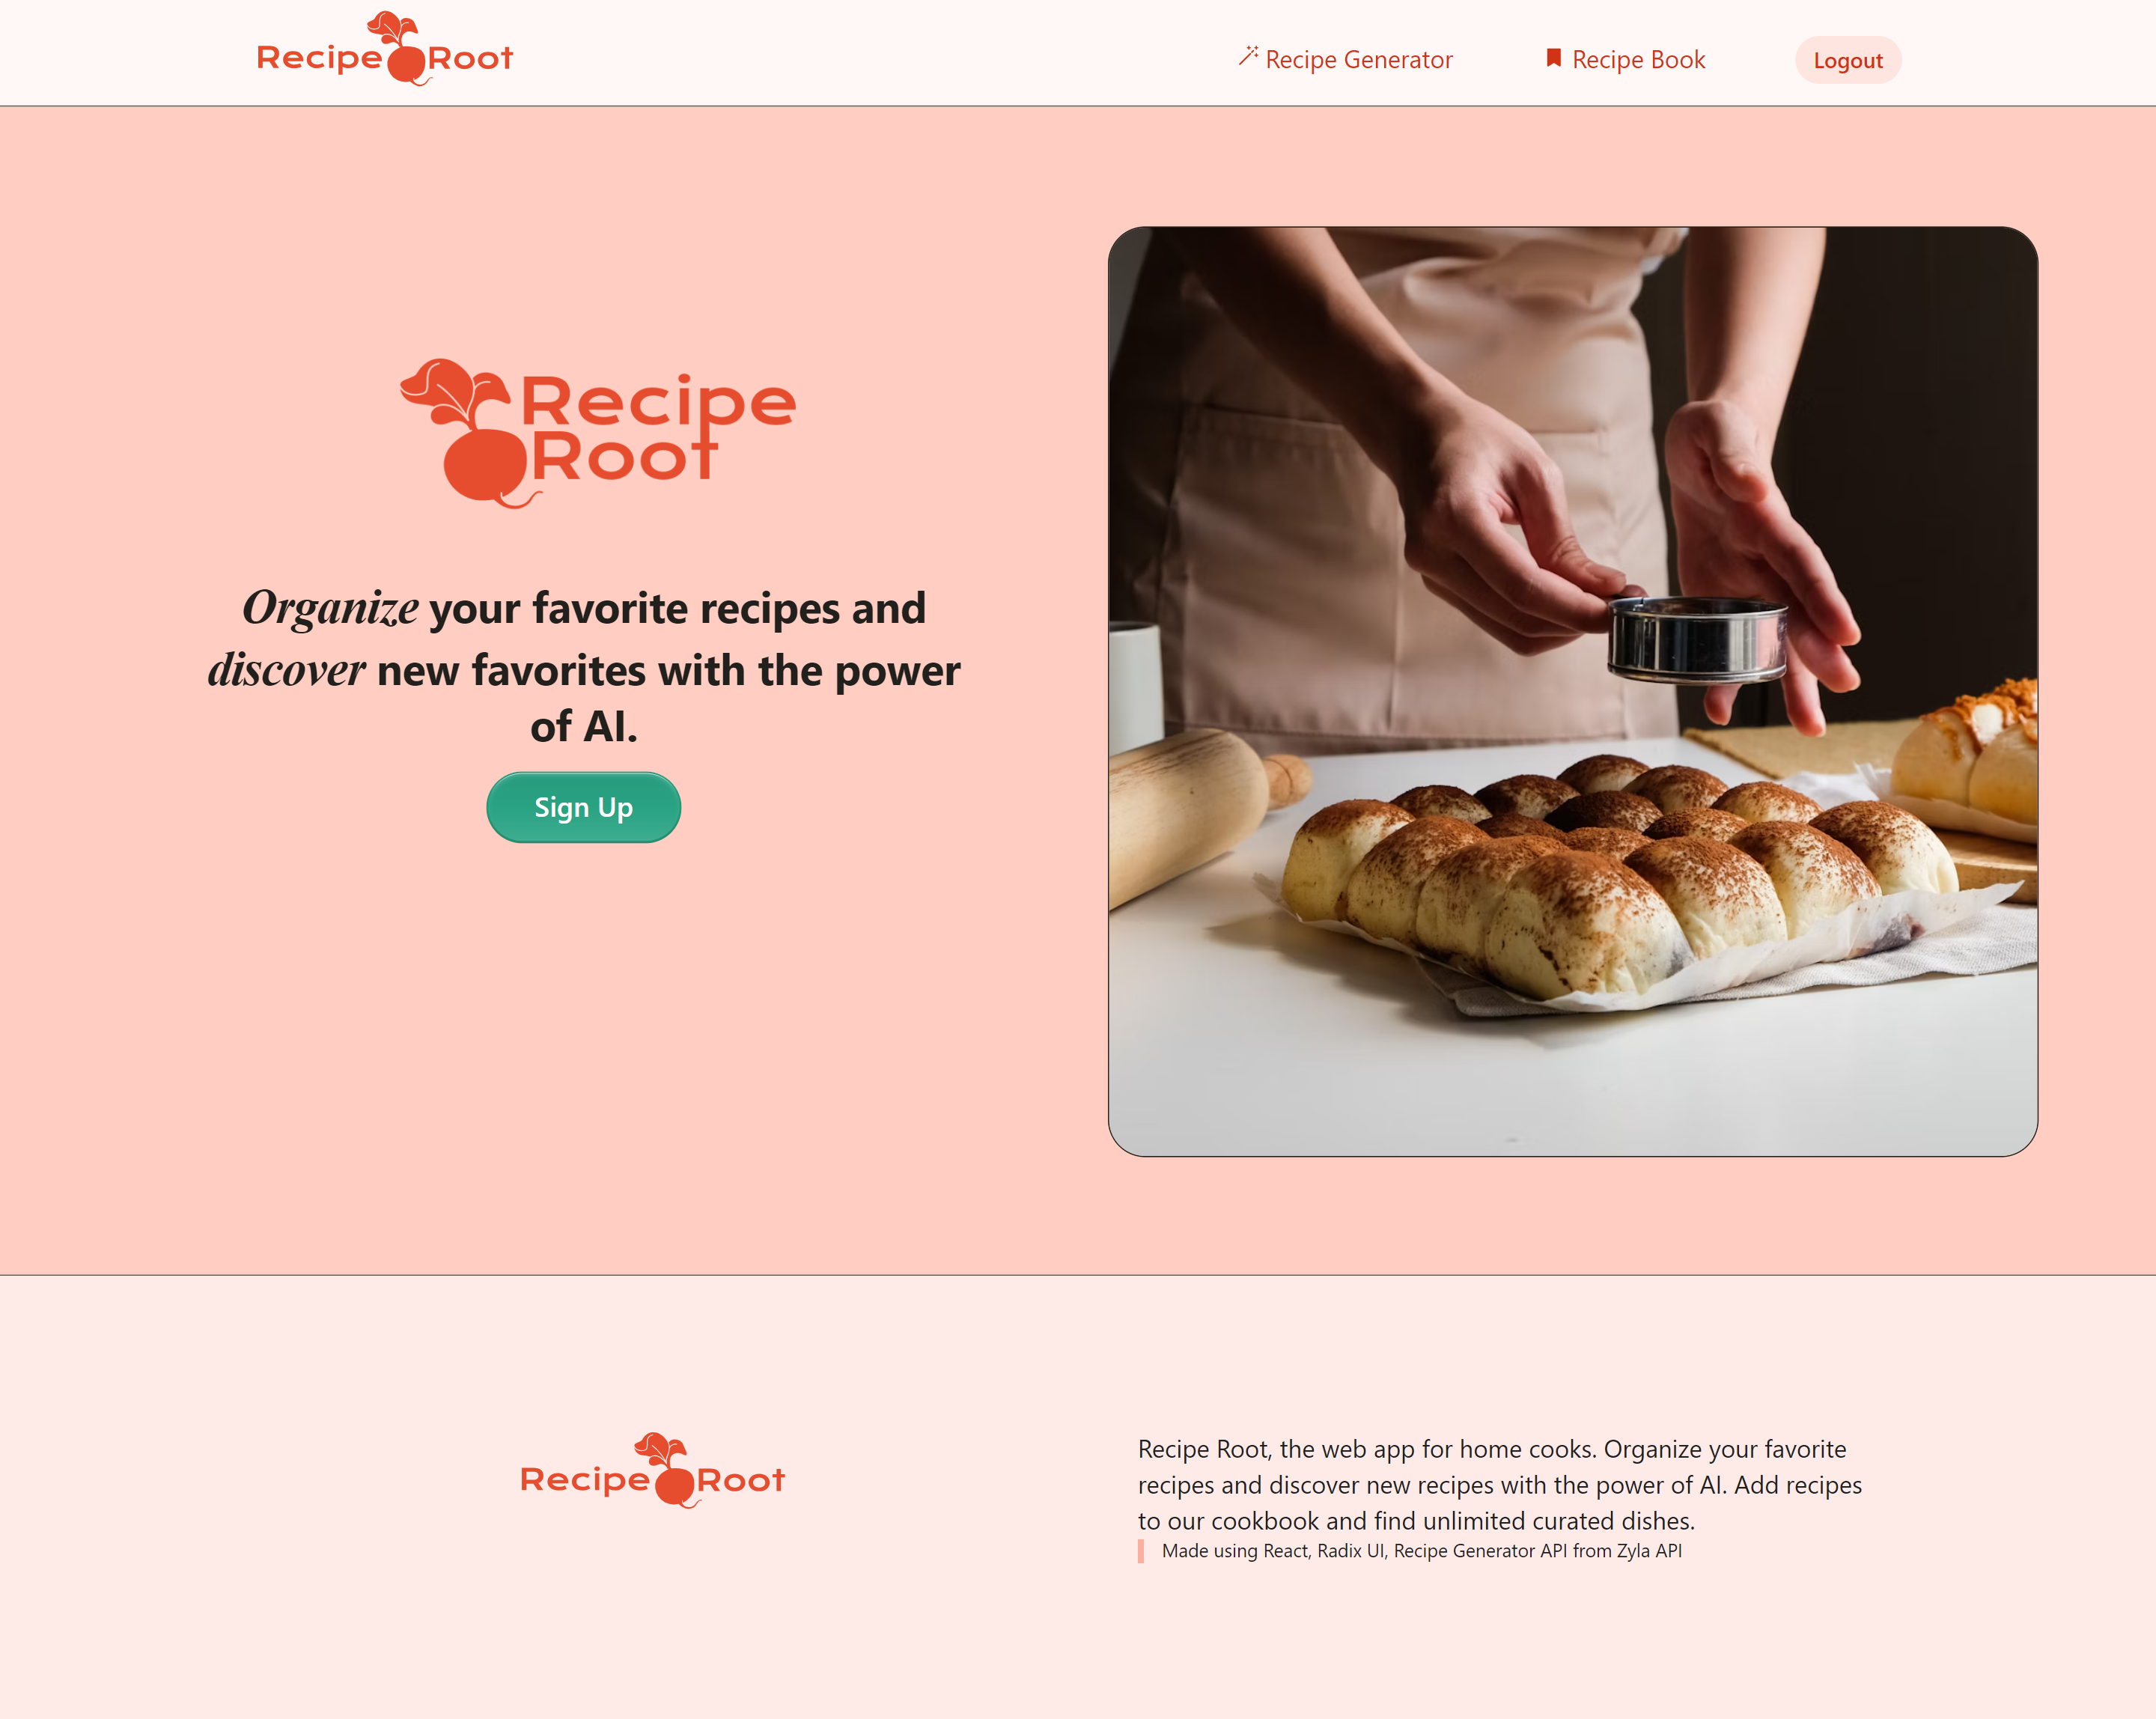 Recipe Root
Recipe Generator
Recipe Book
Logout
Recipe
Root
Organize your favorite recipes and
discover new favorites with the power
of AI.
Sign Up
Recipe Root
Recipe Root, the web app for home cooks. Organize your favorite
recipes and discover new recipes with the power of AI. Add recipes
to our cookbook and find unlimited curated dishes.
Made using React, Radix UI, Recipe Generator API from Zyla API